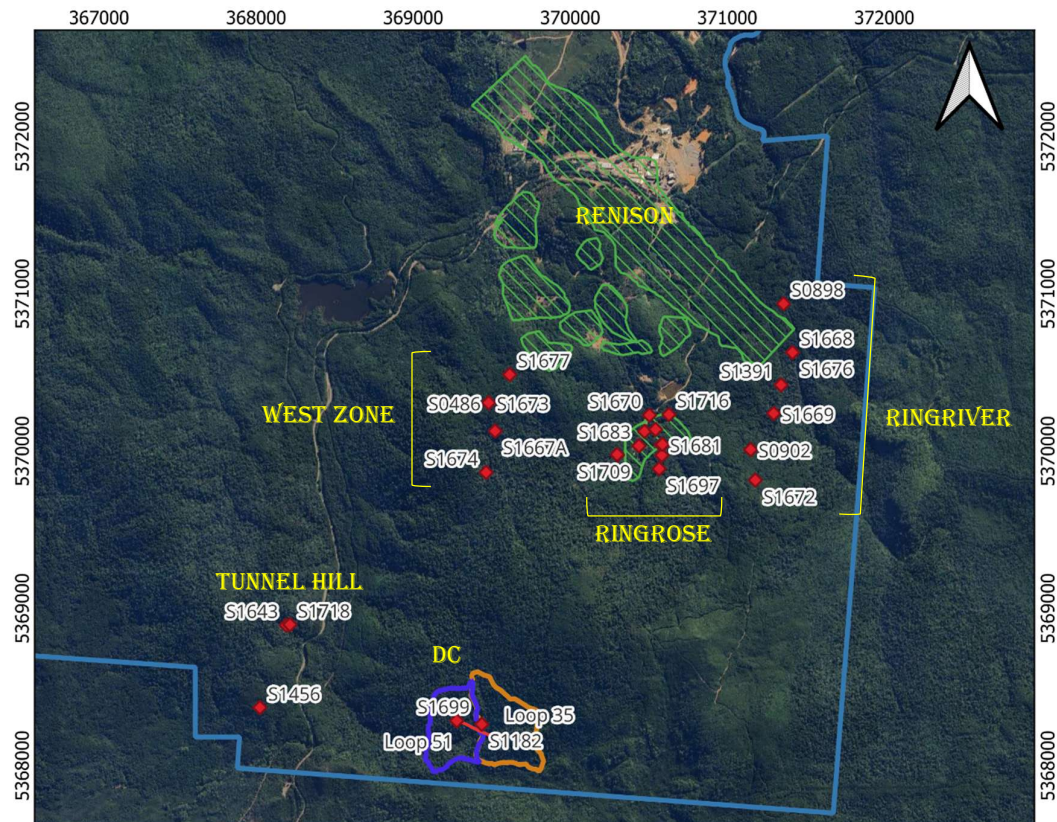 367000 368000 369000 370000 371000 372000
5372000 5372000
RENISON
5371000 5371000
S0898
S1668
S1677 S1391 S1676
WEST ZONE S0486 S1673 S1670 S1716 S1669 RINGRIVER
5370000 S1667A S1683 S1681 S0902 5370000
S1674 S1709 S1697 S1672
RINGROSE
TUNNEL HILL
5369000 S1643 S1718 5369000
DC
S1456 S1699 Loop 35
Loop 51 S1182
5368000 5368000